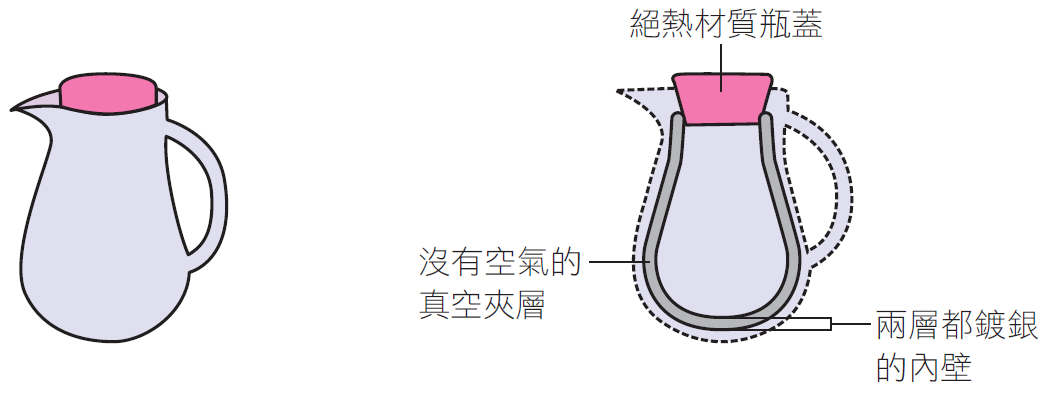 絕熱材質瓶蓋
沒有空氣的
真空夾層
兩層都鍍銀
的內壁